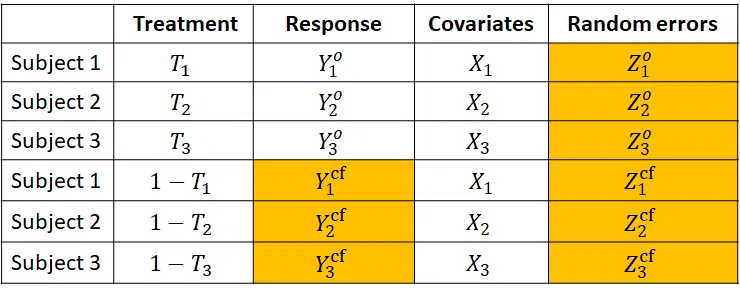 Treatment Response Covariates Random errors
Subject 1 T₁ Y₁ᵒ X₁ Z₁ᵒ
Subject 2 T₂ Y₂ᵒ X₂ Z₂ᵒ
Subject 3 T₃ Y₃ᵒ X₃ Z₃ᵒ
Subject 1 1 − T₁ Y₁ᶜᶠ X₁ Z₁ᶜᶠ
Subject 2 1 − T₂ Y₂ᶜᶠ X₂ Z₂ᶜᶠ
Subject 3 1 − T₃ Y₃ᶜᶠ X₃ Z₃ᶜᶠ